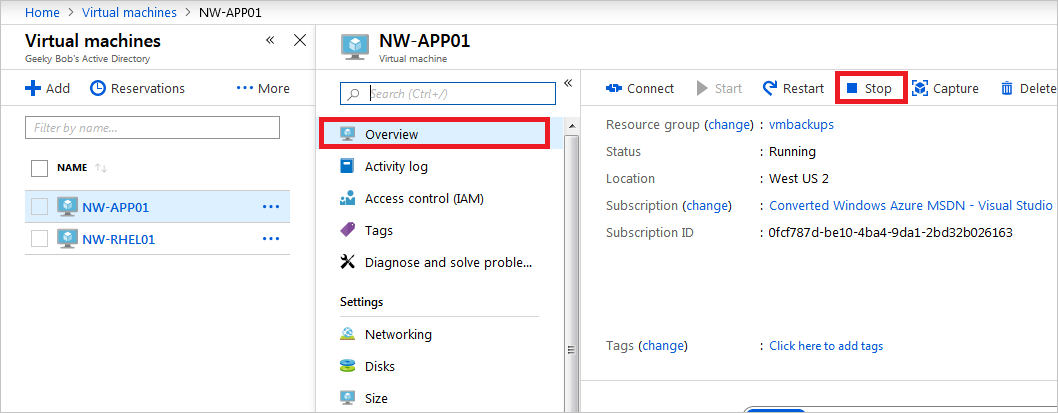 Home > Virtual machines > NW-APP01
Virtual machines
Geeky Bob's Active Directory
Add Reservations ••• More
Filter by name...
NAME
NW-APP01 •••
NW-RHEL01 •••
NW-APP01
Virtual machine
Search (Ctrl+/)
Overview
Activity log
Access control (IAM)
Tags
Diagnose and solve proble...
Settings
Networking
Disks
Size
Connect Start Restart Stop Capture Delete
Resource group (change) : vmbackups
Status : Running
Location : West US 2
Subscription (change) : Converted Windows Azure MSDN - Visual Studio
Subscription ID : 0fcf787d-be10-4ba4-9da1-2bd32b026163
Tags (change) : Click here to add tags